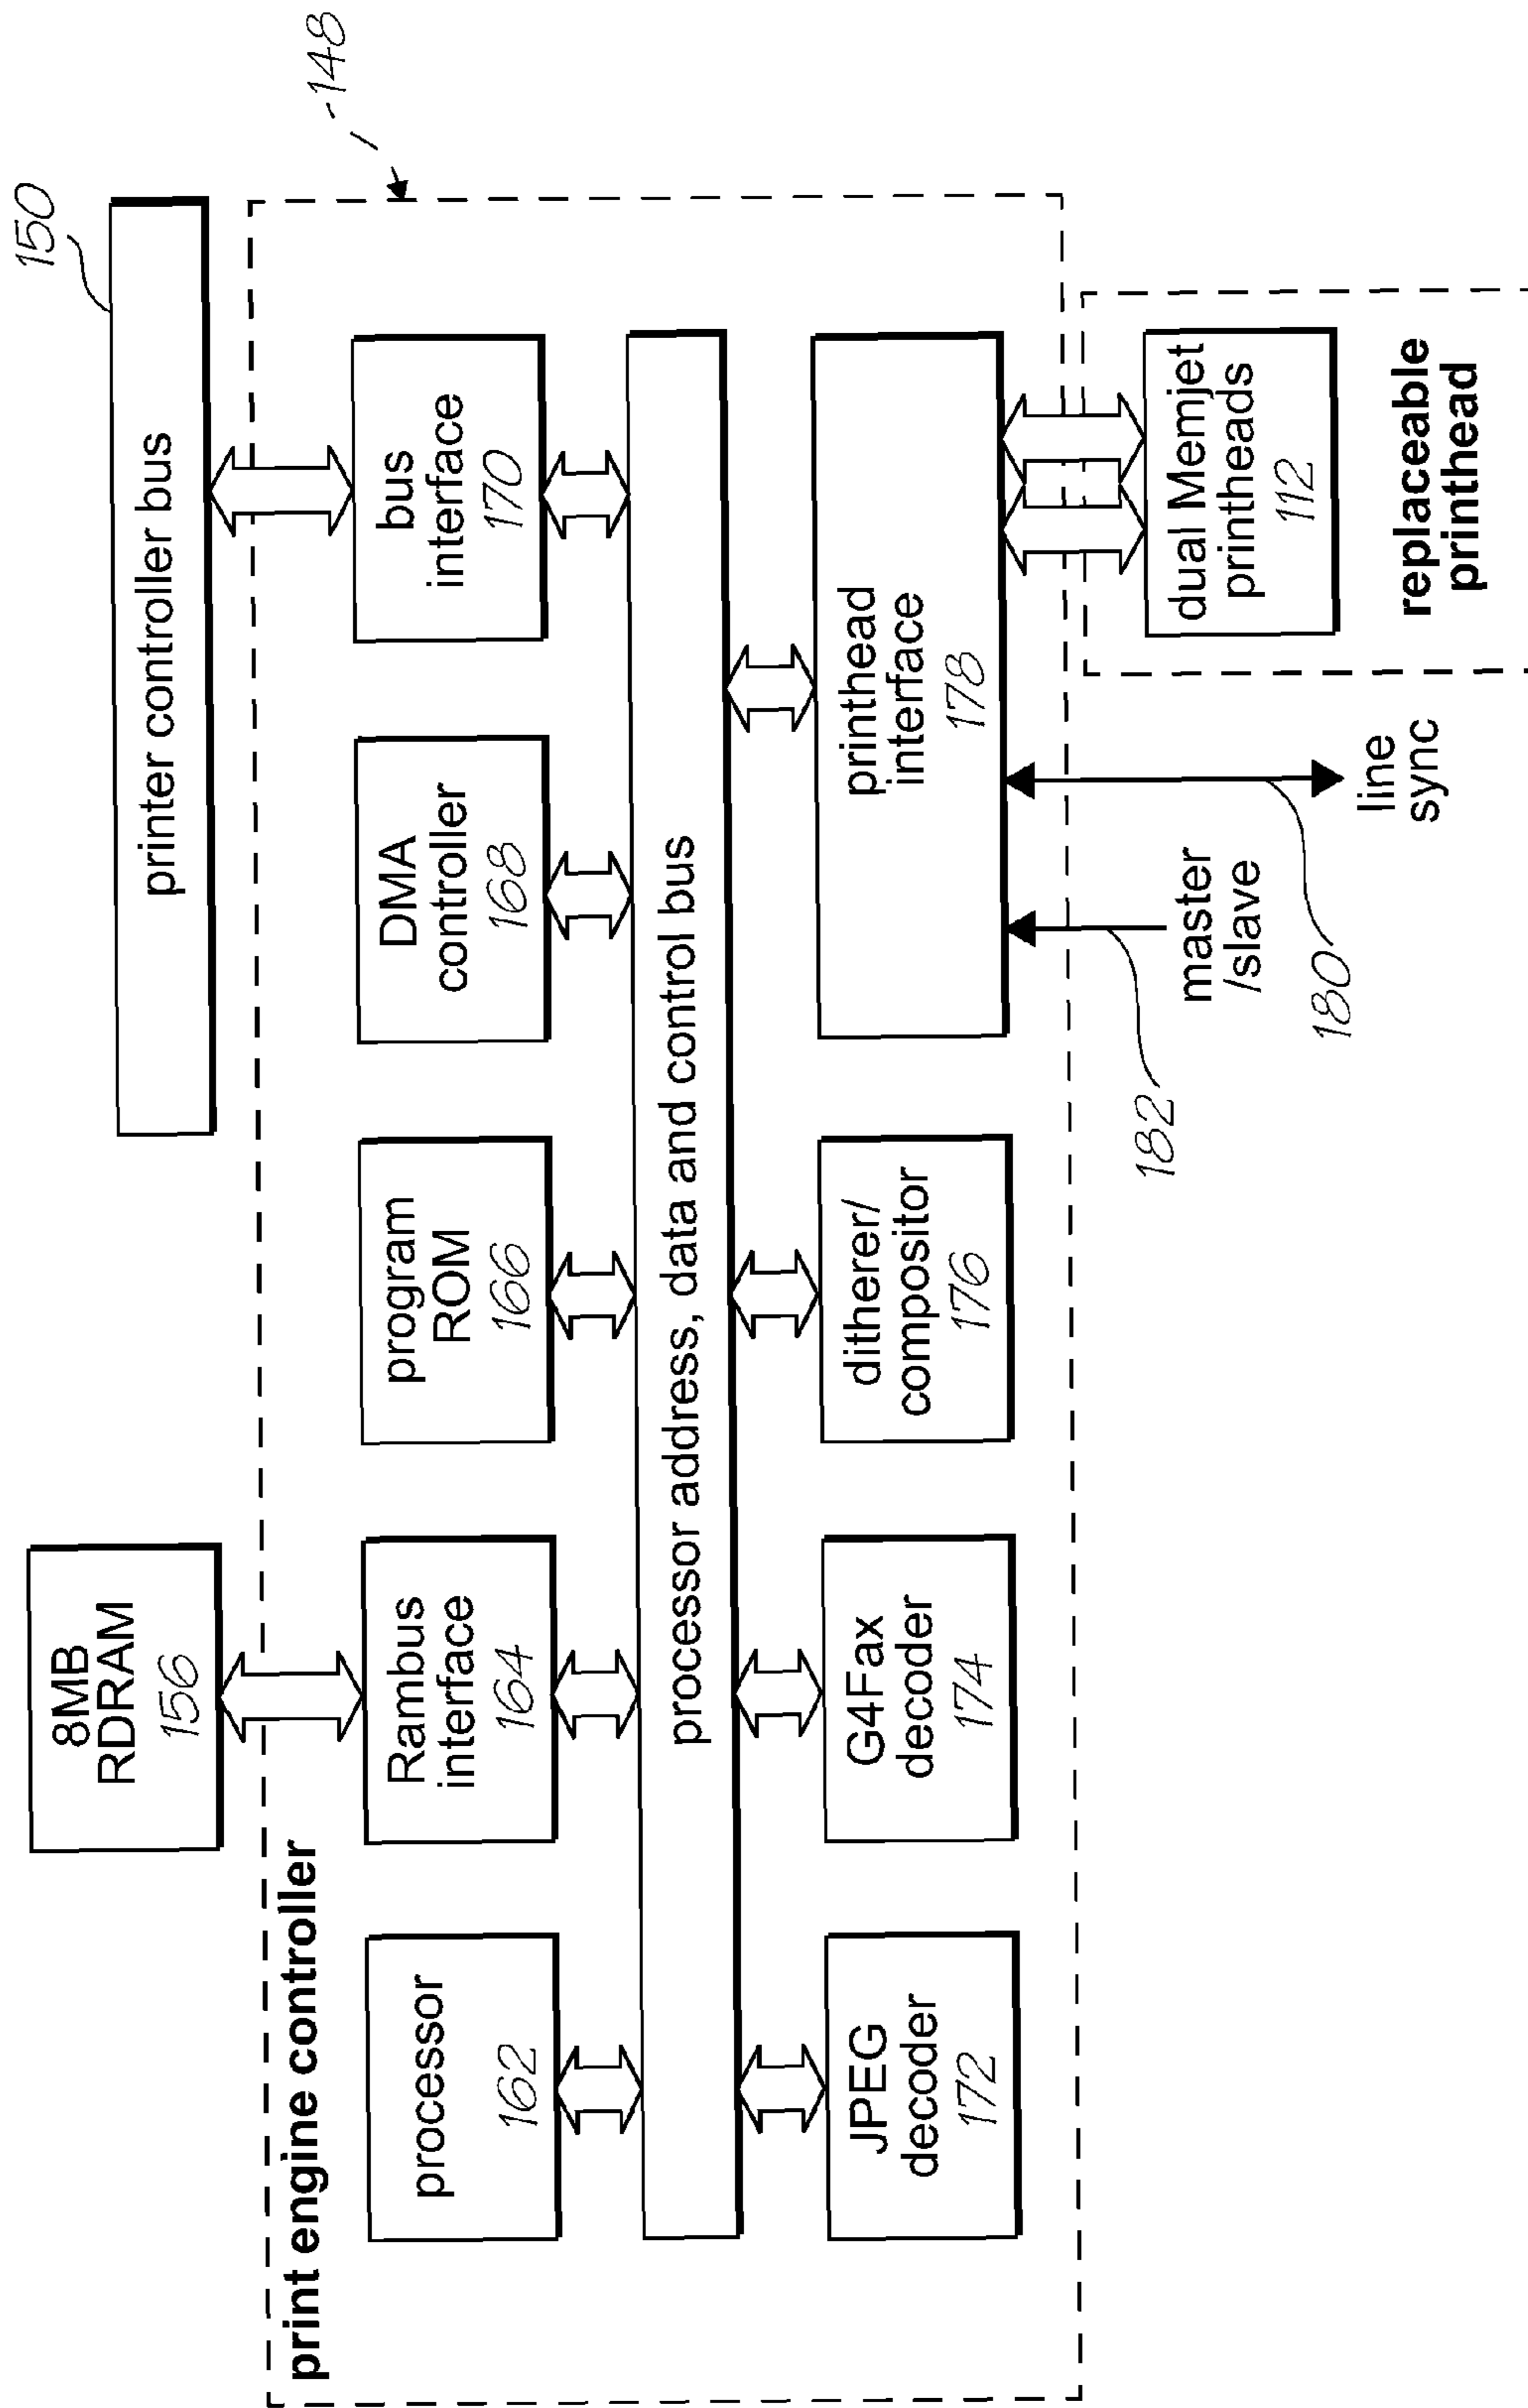 8MB
RDRAM
156
printer controller bus
150
print engine controller
148
processor
162
Rambus
interface
164
program
ROM
166
DMA
controller
168
bus
interface
170
processor address, data and control bus
JPEG
decoder
172
G4Fax
decoder
174
ditherer/
compositor
176
printhead
interface
178
182
master
/slave
180
line
sync
dual Memjet
printheads
112
replaceable
printhead